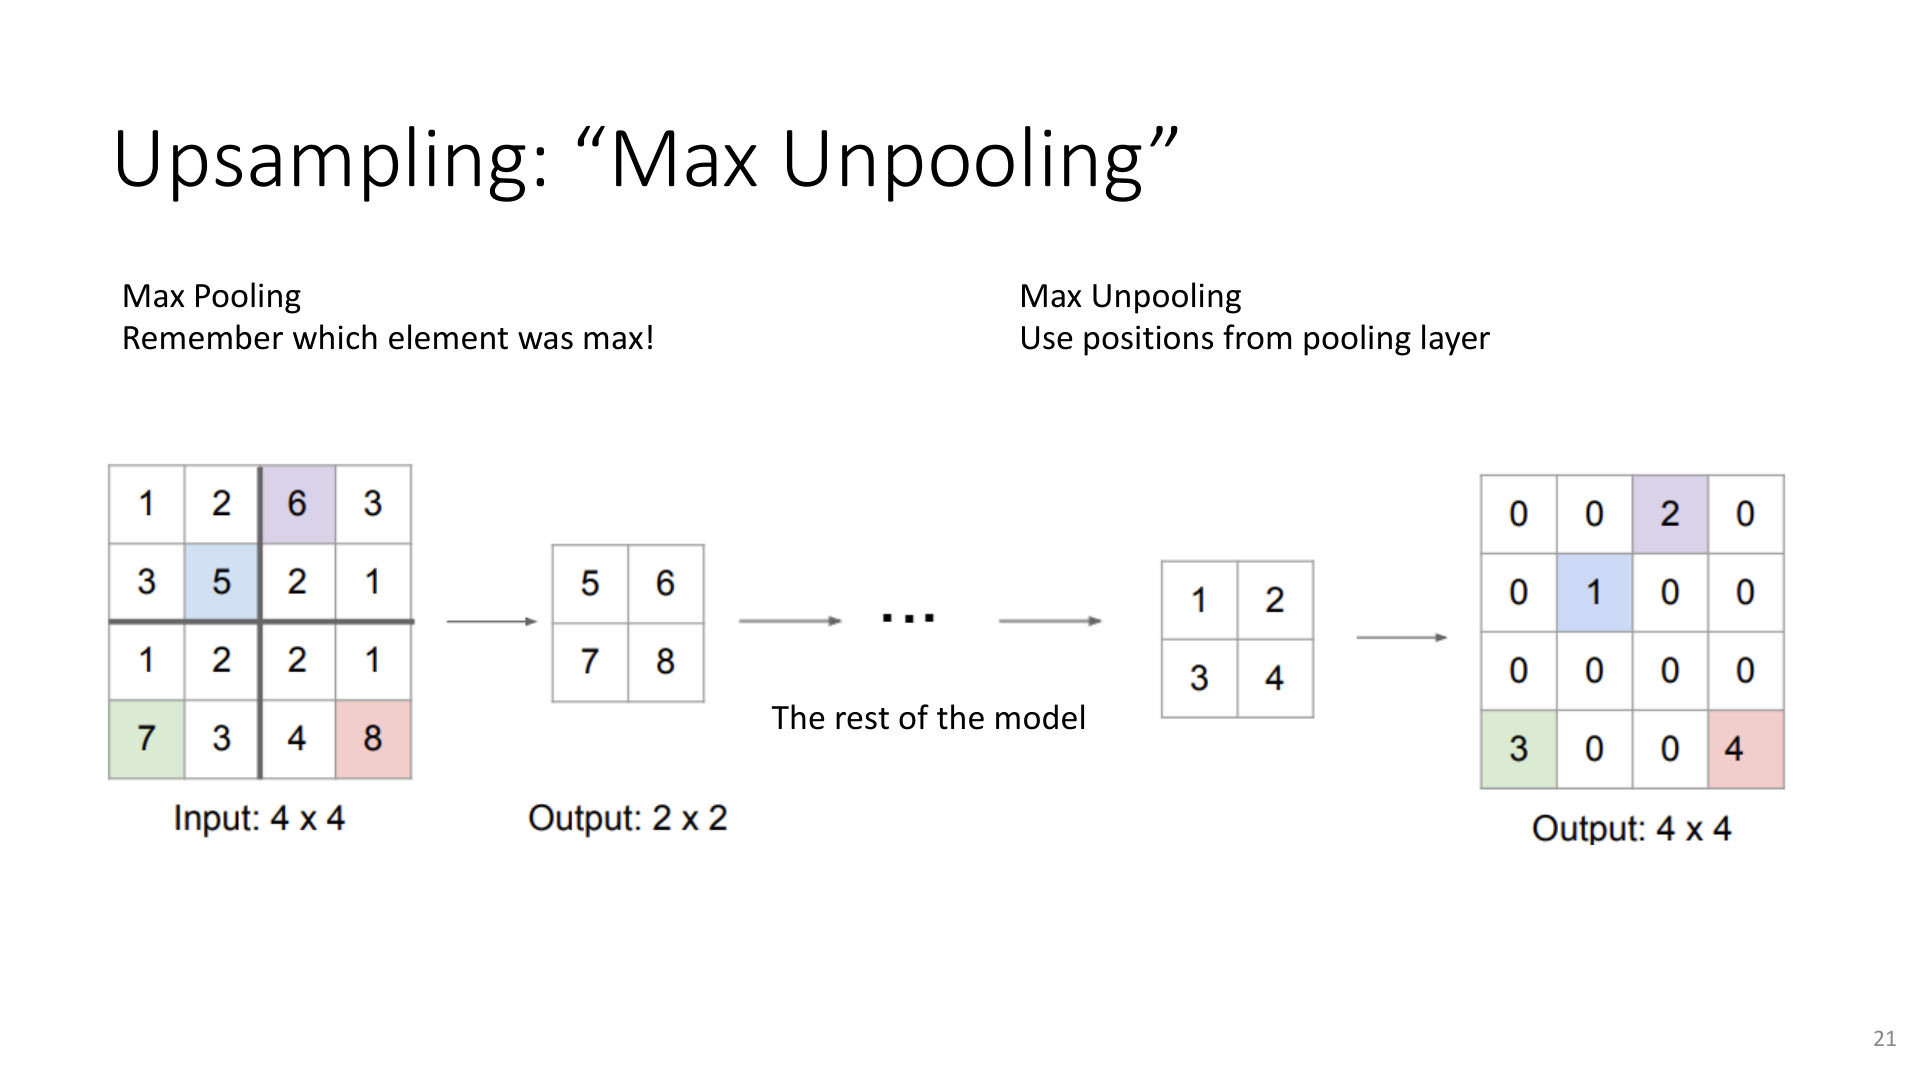 Upsampling: “Max Unpooling”
Max Pooling
Remember which element was max!
Max Unpooling
Use positions from pooling layer
1 2 6 3
3 5 2 1
1 2 2 1
7 3 4 8
Input: 4 x 4
5 6
7 8
Output: 2 x 2
...
The rest of the model
1 2
3 4
0 0 2 0
0 1 0 0
0 0 0 0
3 0 0 4
Output: 4 x 4
21